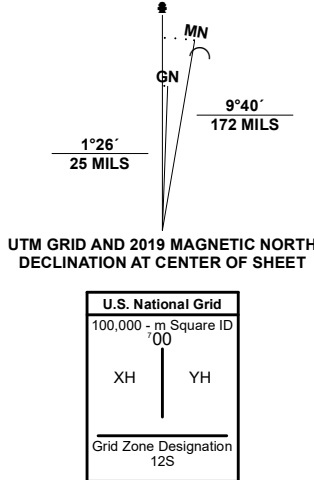 MN
GN
9°40´
172 MILS
1°26´
25 MILS
UTM GRID AND 2019 MAGNETIC NORTH
DECLINATION AT CENTER OF SHEET
U.S. National Grid
100,000 - m Square ID
⁷00
XH YH
Grid Zone Designation
12S